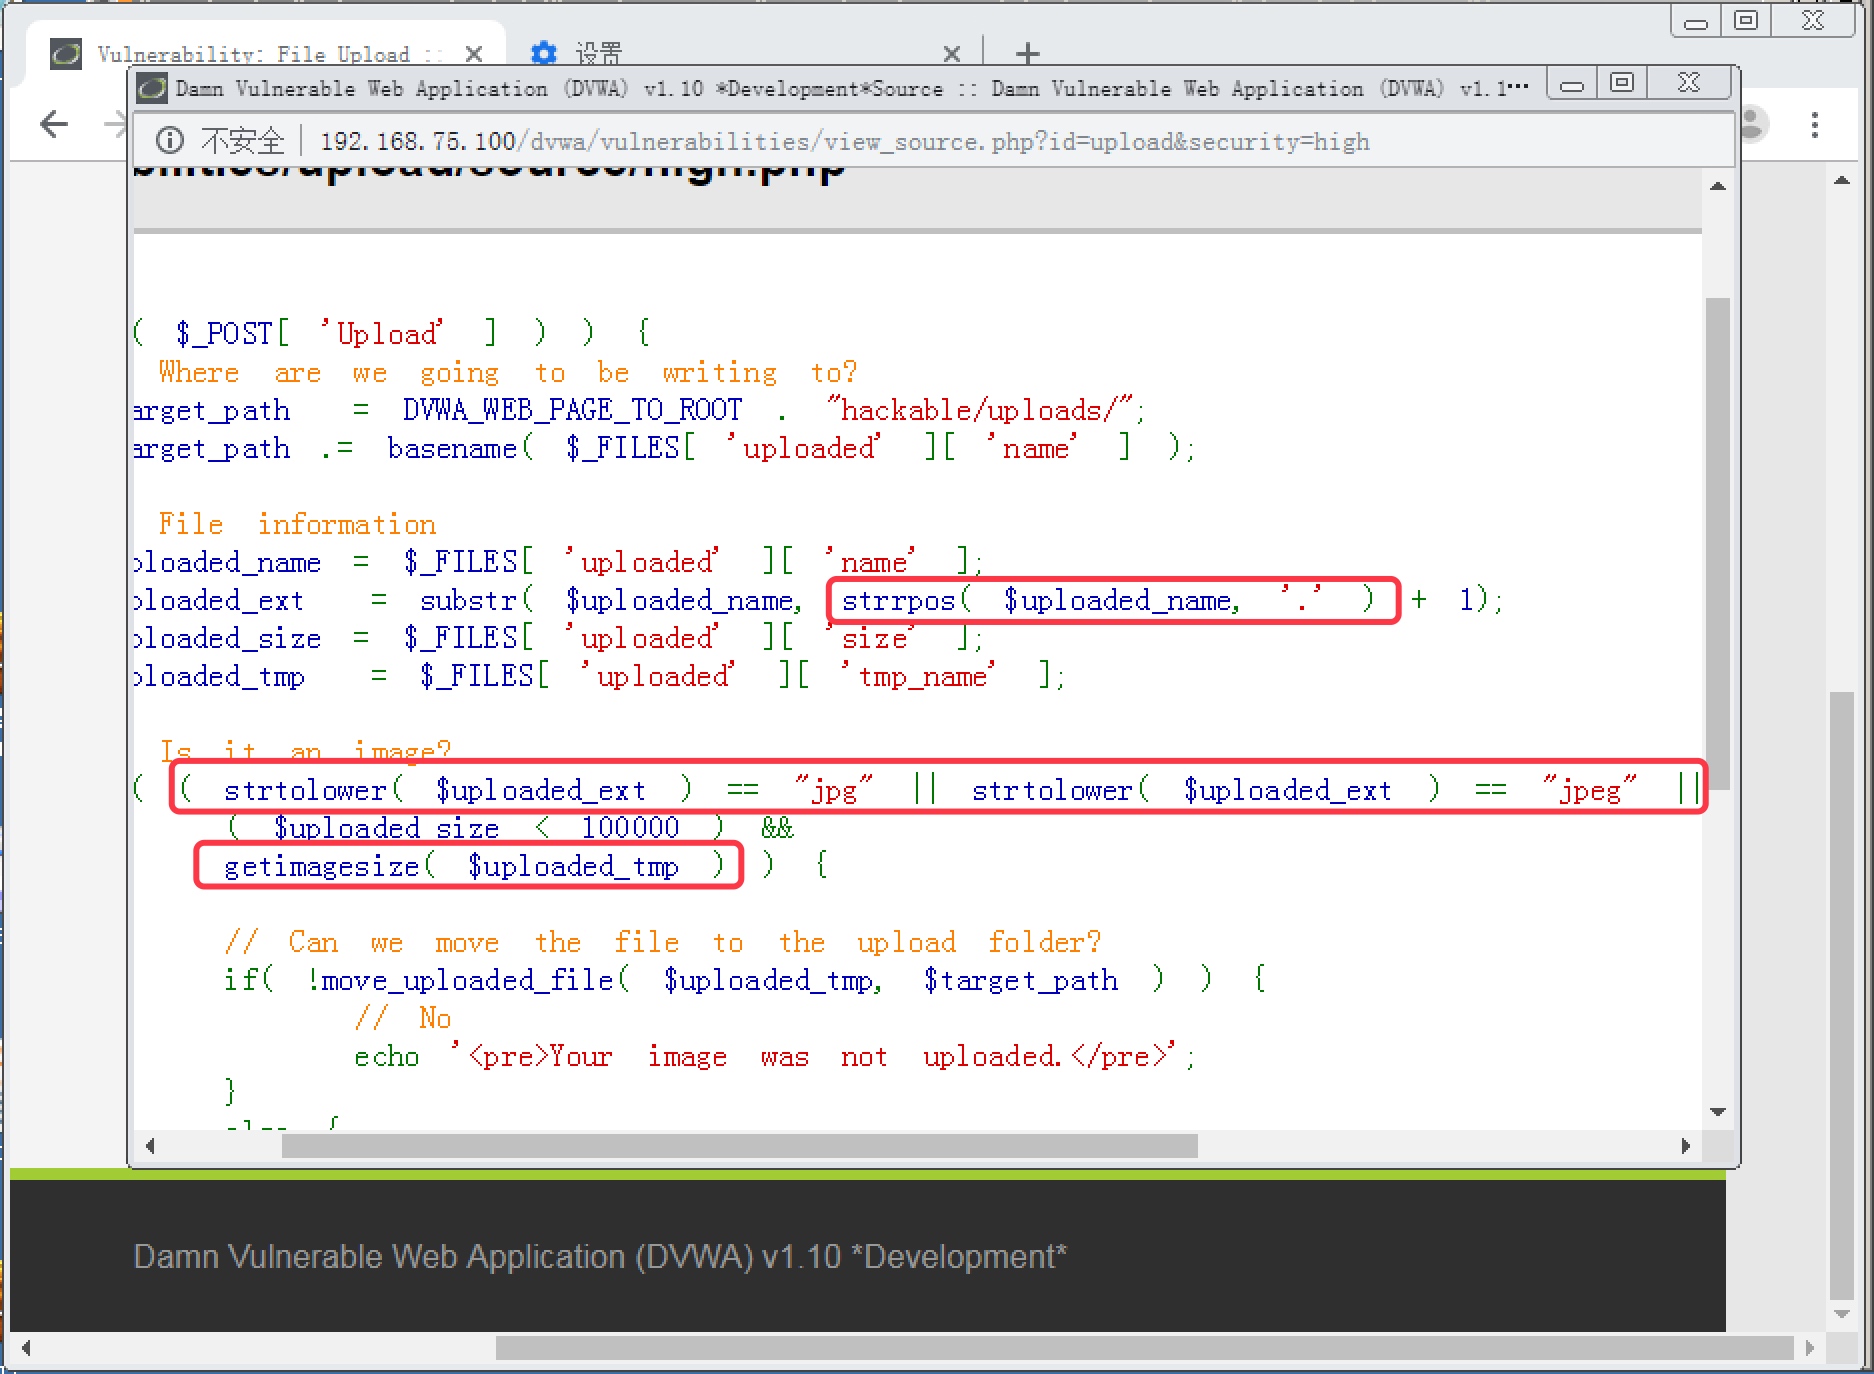 Vulnerability: File Upload ::
设置
Damn Vulnerable Web Application (DVWA) v1.10 *Development*Source :: Damn Vulnerable Web Application (DVWA) v1.1...
不安全 | 192.168.75.100/dvwa/vulnerabilities/view_source.php?id=upload&security=high
bilities/upload/source/high.php
( $_POST[ 'Upload' ] ) ) {
Where are we going to be writing to?
arget_path = DVWA_WEB_PAGE_TO_ROOT . "hackable/uploads/";
arget_path .= basename( $_FILES[ 'uploaded' ][ 'name' ] );
File information
ploaded_name = $_FILES[ 'uploaded' ][ 'name' ];
ploaded_ext = substr( $uploaded_name, strrpos( $uploaded_name, '.' ) + 1);
ploaded_size = $_FILES[ 'uploaded' ][ 'size' ];
ploaded_tmp = $_FILES[ 'uploaded' ][ 'tmp_name' ];
Is it an image?
( ( strtolower( $uploaded_ext ) == "jpg" || strtolower( $uploaded_ext ) == "jpeg" ||
( $uploaded_size < 100000 ) &&
getimagesize( $uploaded_tmp ) ) {
// Can we move the file to the upload folder?
if( !move_uploaded_file( $uploaded_tmp, $target_path ) ) {
// No
echo '<pre>Your image was not uploaded.</pre>';
}
else {
Damn Vulnerable Web Application (DVWA) v1.10 *Development*